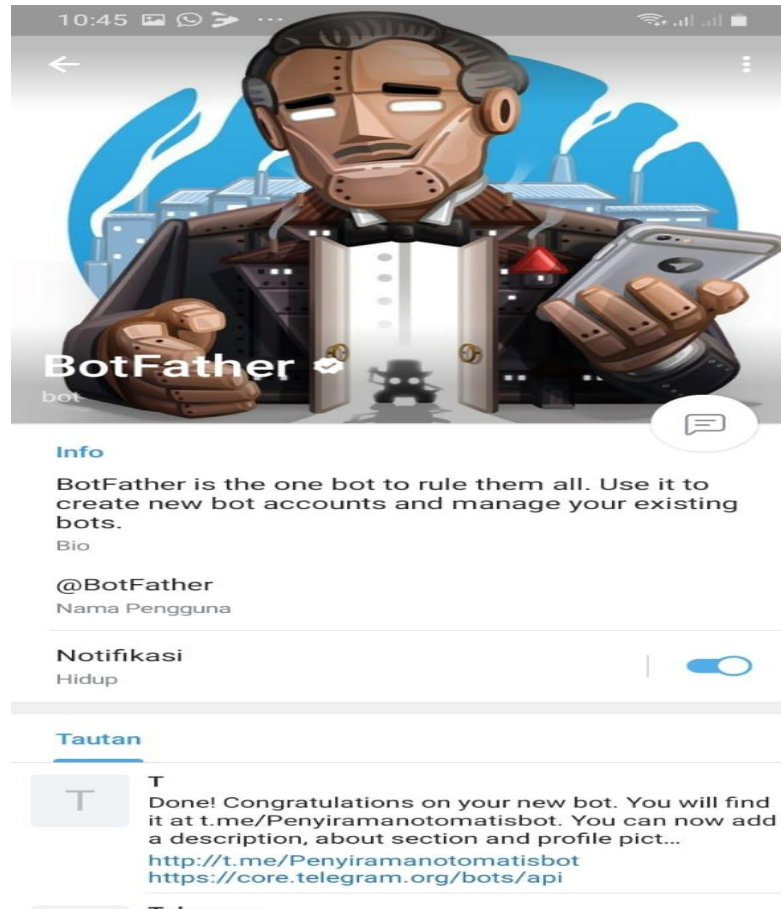 10:45
BotFather
bot
Info
BotFather is the one bot to rule them all. Use it to
create new bot accounts and manage your existing
bots.
Bio
@BotFather
Nama Pengguna
Notifikasi
Hidup
Tautan
T
T
Done! Congratulations on your new bot. You will find
it at t.me/Penyiramanotomatisbot. You can now add
a description, about section and profile pict...
http://t.me/Penyiramanotomatisbot
https://core.telegram.org/bots/api